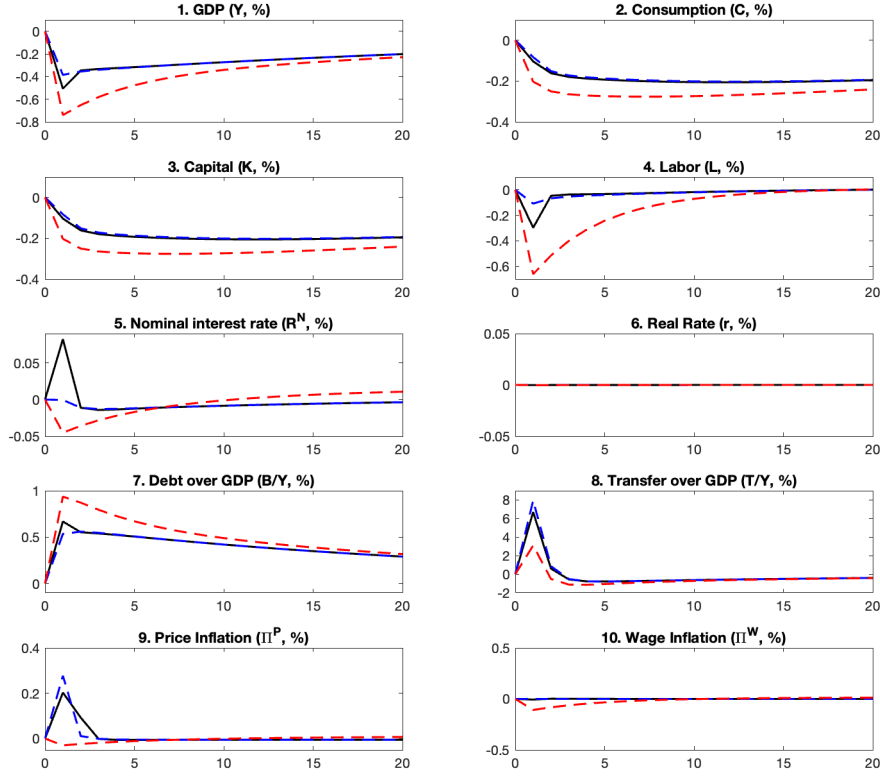 1. GDP (Y, %)
0
-0.2
-0.4
-0.6
-0.8
0 5 10 15 20
2. Consumption (C, %)
0
-0.2
-0.4
0 5 10 15 20
3. Capital (K, %)
0
-0.2
-0.4
0 5 10 15 20
4. Labor (L, %)
0
-0.2
-0.4
-0.6
0 5 10 15 20
5. Nominal interest rate (R^N, %)
0.05
0
-0.05
0 5 10 15 20
6. Real Rate (r, %)
0.05
0
-0.05
0 5 10 15 20
7. Debt over GDP (B/Y, %)
1
0.5
0
0 5 10 15 20
8. Transfer over GDP (T/Y, %)
8
6
4
2
0
-2
0 5 10 15 20
9. Price Inflation (Π^P, %)
0.4
0.2
0
0 5 10 15 20
10. Wage Inflation (Π^W, %)
0.5
0
-0.5
0 5 10 15 20